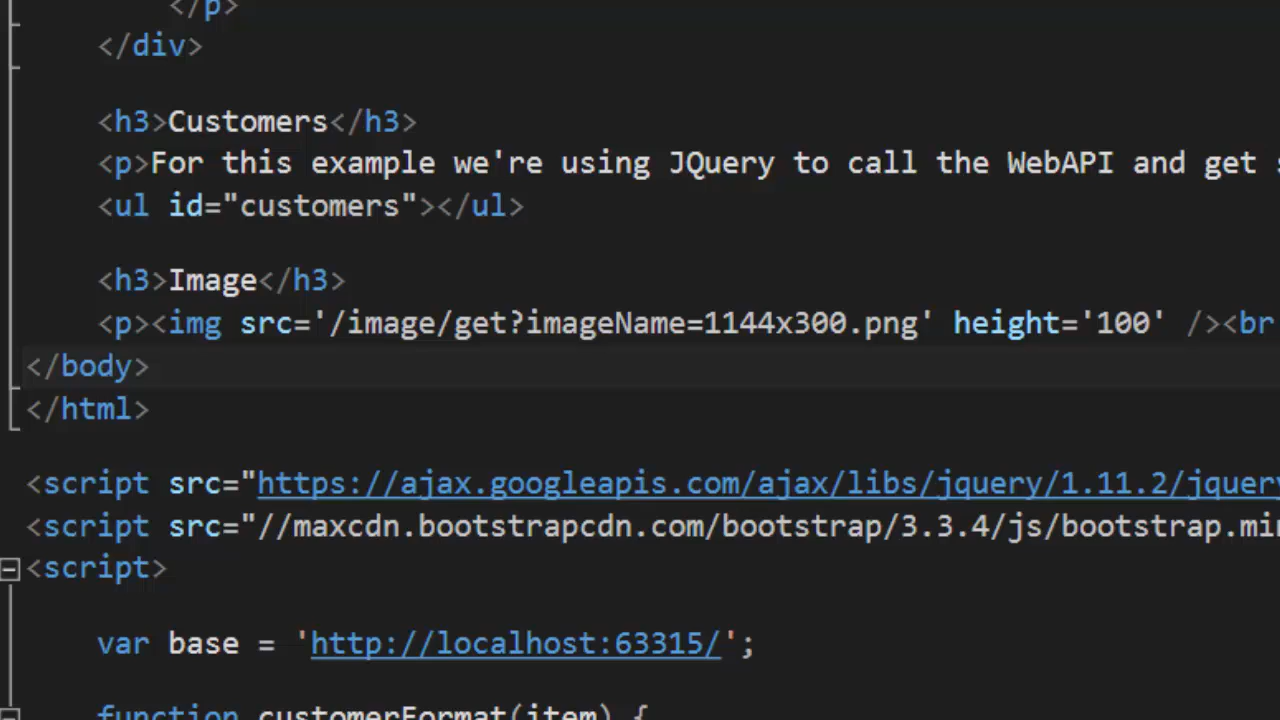 </p>
</div>
<h3>Customers</h3>
<p>For this example we're using JQuery to call the WebAPI and get
<ul id="customers"></ul>
<h3>Image</h3>
<p><img src='/image/get?imageName=1144x300.png' height='100' /><br
</body>
</html>
<script src="https://ajax.googleapis.com/ajax/libs/jquery/1.11.2/jquery
<script src="//maxcdn.bootstrapcdn.com/bootstrap/3.3.4/js/bootstrap.mi
<script>
var base = 'http://localhost:63315/';
function customerFormat(item) {